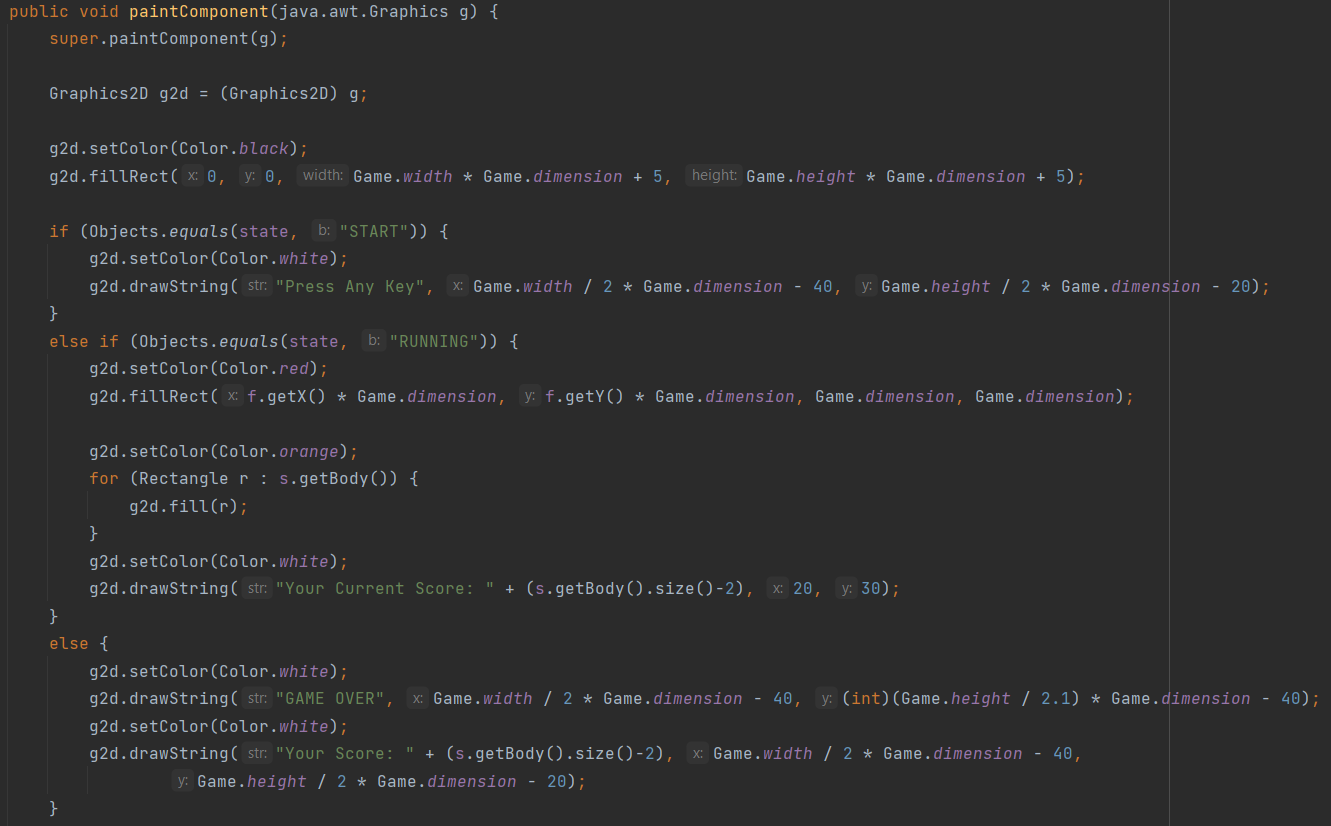 public void paintComponent(java.awt.Graphics g) {
    super.paintComponent(g);

    Graphics2D g2d = (Graphics2D) g;

    g2d.setColor(Color.black);
    g2d.fillRect( x: 0, y: 0, width: Game.width * Game.dimension + 5, height: Game.height * Game.dimension + 5);

    if (Objects.equals(state, b: "START")) {
        g2d.setColor(Color.white);
        g2d.drawString( str: "Press Any Key", x: Game.width / 2 * Game.dimension - 40, y: Game.height / 2 * Game.dimension - 20);
    }
    else if (Objects.equals(state, b: "RUNNING")) {
        g2d.setColor(Color.red);
        g2d.fillRect( x: f.getX() * Game.dimension, y: f.getY() * Game.dimension, Game.dimension, Game.dimension);

        g2d.setColor(Color.orange);
        for (Rectangle r : s.getBody()) {
            g2d.fill(r);
        }
        g2d.setColor(Color.white);
        g2d.drawString( str: "Your Current Score: " + (s.getBody().size()-2), x: 20, y: 30);
    }
    else {
        g2d.setColor(Color.white);
        g2d.drawString( str: "GAME OVER", x: Game.width / 2 * Game.dimension - 40, y: (int)(Game.height / 2.1) * Game.dimension - 40);
        g2d.setColor(Color.white);
        g2d.drawString( str: "Your Score: " + (s.getBody().size()-2), x: Game.width / 2 * Game.dimension - 40,
                y: Game.height / 2 * Game.dimension - 20);
    }